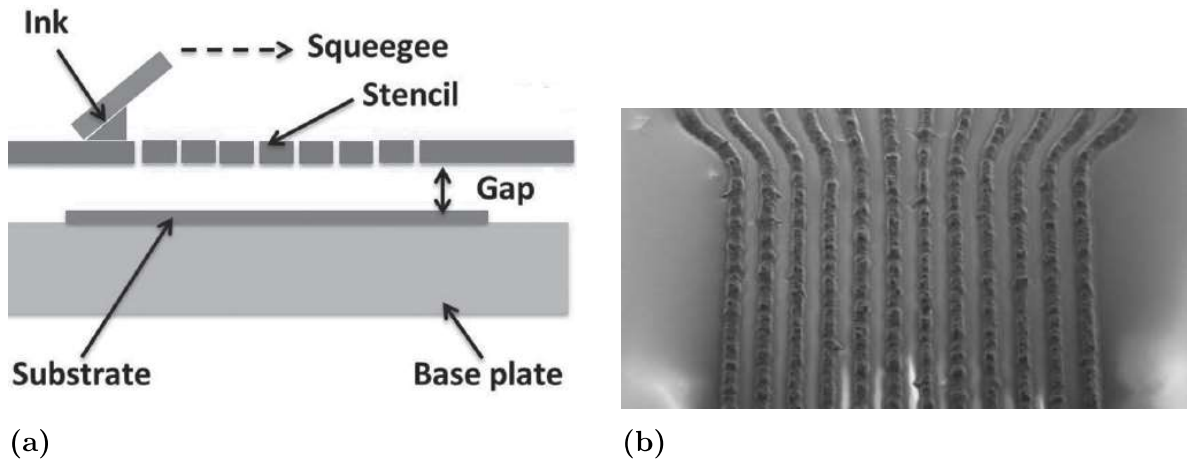 Ink
Squeegee
Stencil
Gap
Substrate
Base plate
(a)
(b)